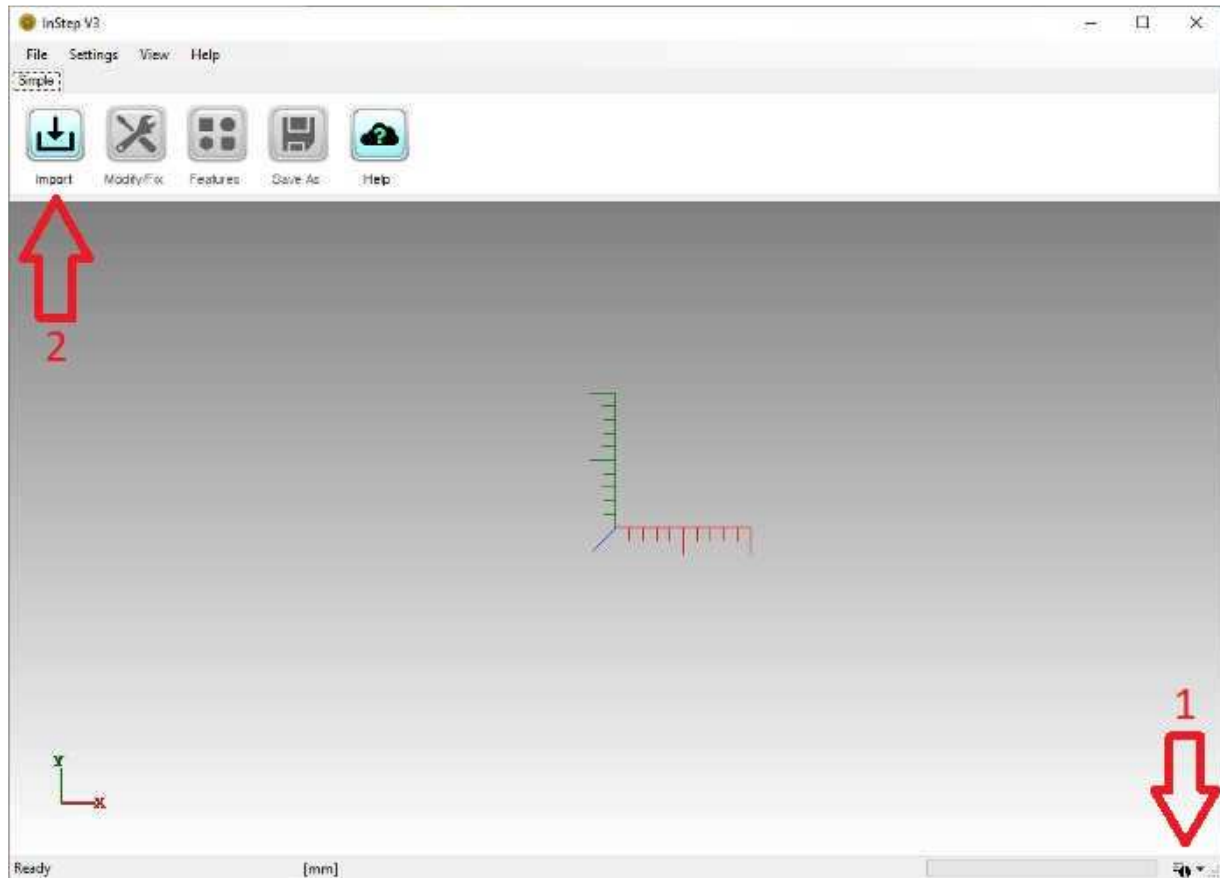 InStep V3
File Settings View Help
Simple
Import Modify/Fix Features Save As Help
2
1
Y
X
Ready [mm]